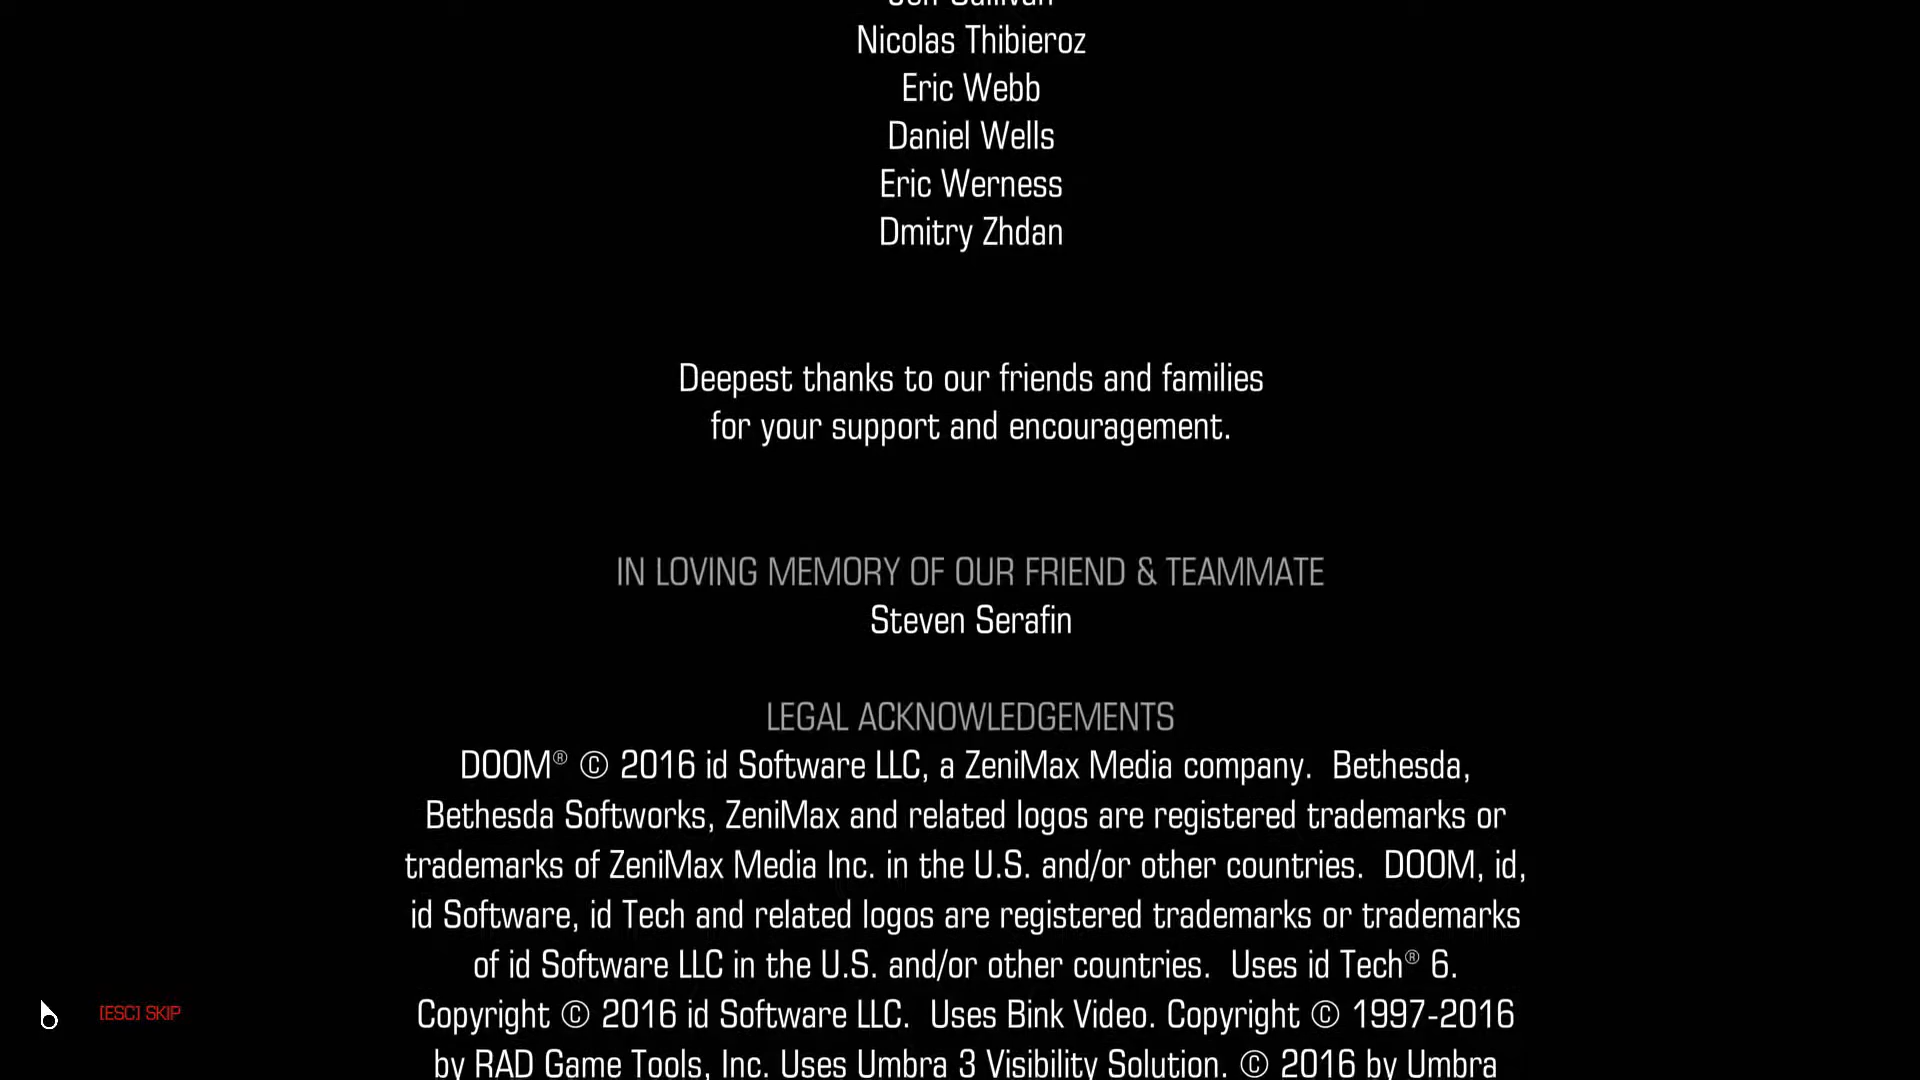 Nicolas Thibieroz
Eric Webb
Daniel Wells
Eric Werness
Dmitry Zhdan
Deepest thanks to our friends and families
for your support and encouragement.
IN LOVING MEMORY OF OUR FRIEND & TEAMMATE
Steven Serafin
LEGAL ACKNOWLEDGEMENTS
DOOM® © 2016 id Software LLC, a ZeniMax Media company. Bethesda,
Bethesda Softworks, ZeniMax and related logos are registered trademarks or
trademarks of ZeniMax Media Inc. in the U.S. and/or other countries. DOOM, id,
id Software, id Tech and related logos are registered trademarks or trademarks
of id Software LLC in the U.S. and/or other countries. Uses id Tech® 6.
Copyright © 2016 id Software LLC. Uses Bink Video. Copyright © 1997-2016
by RAD Game Tools, Inc. Uses Umbra 3 Visibility Solution. © 2016 by Umbra
[ESC] SKIP